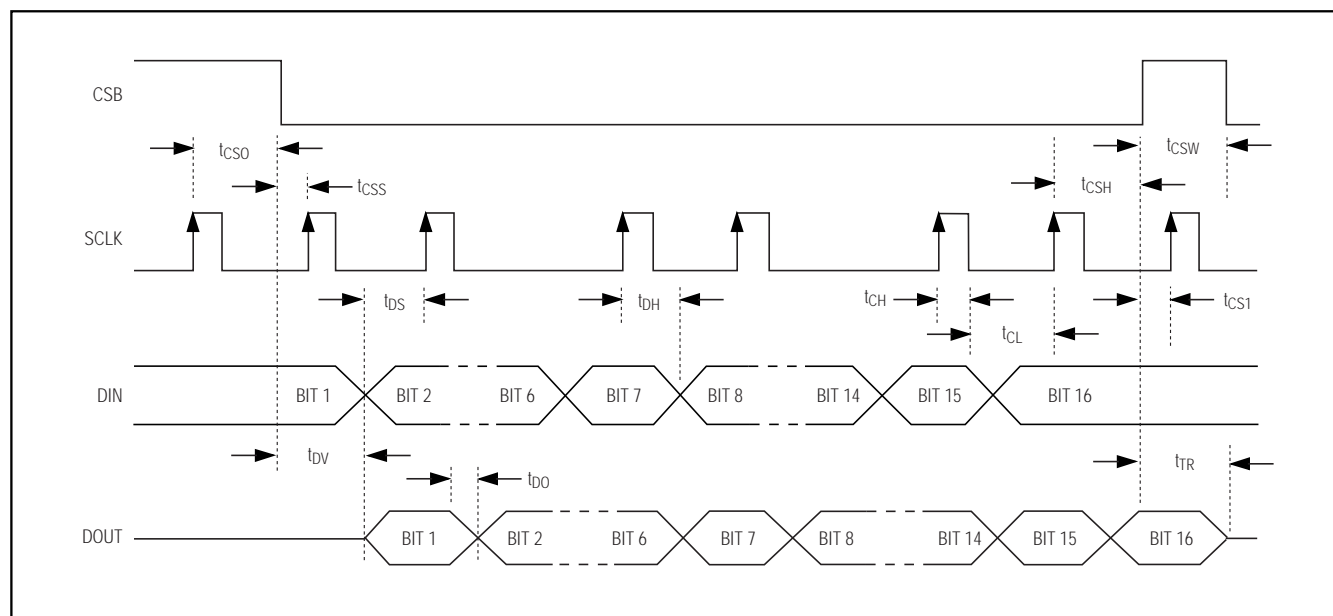 CSB
tCSO
tCSW
tCSS
tCSH
SCLK
tDS
tDH
tCH
tCS1
tCL
DIN
BIT 1
BIT 2
BIT 6
BIT 7
BIT 8
BIT 14
BIT 15
BIT 16
tDV
tTR
tDO
DOUT
BIT 1
BIT 2
BIT 6
BIT 7
BIT 8
BIT 14
BIT 15
BIT 16